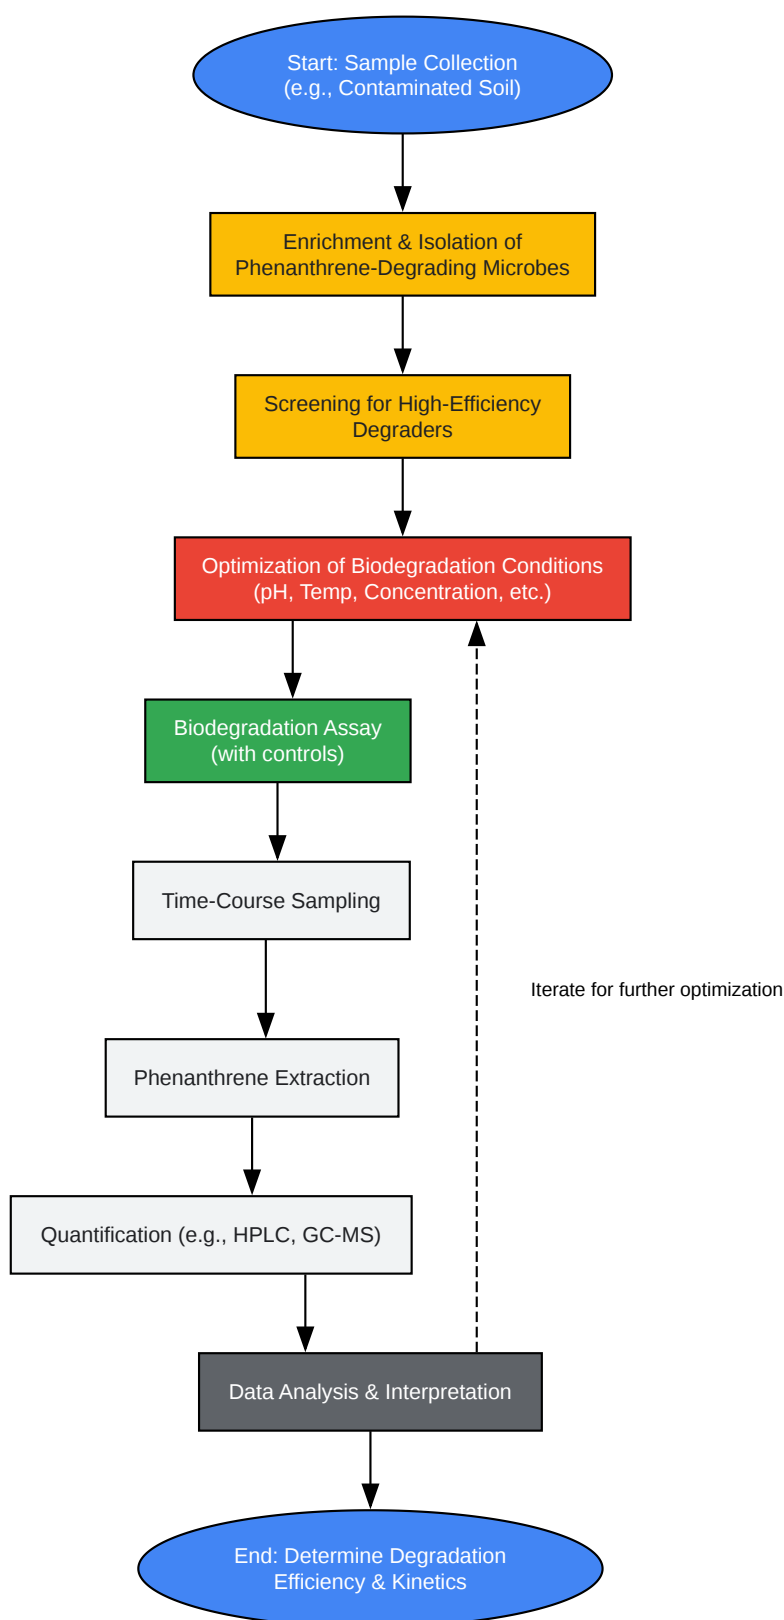 Start: Sample Collection
(e.g., Contaminated Soil)
Enrichment & Isolation of
Phenanthrene-Degrading Microbes
Screening for High-Efficiency
Degraders
Optimization of Biodegradation Conditions
(pH, Temp, Concentration, etc.)
Biodegradation Assay
(with controls)
Time-Course Sampling
Iterate for further optimization
Phenanthrene Extraction
Quantification (e.g., HPLC, GC-MS)
Data Analysis & Interpretation
End: Determine Degradation
Efficiency & Kinetics